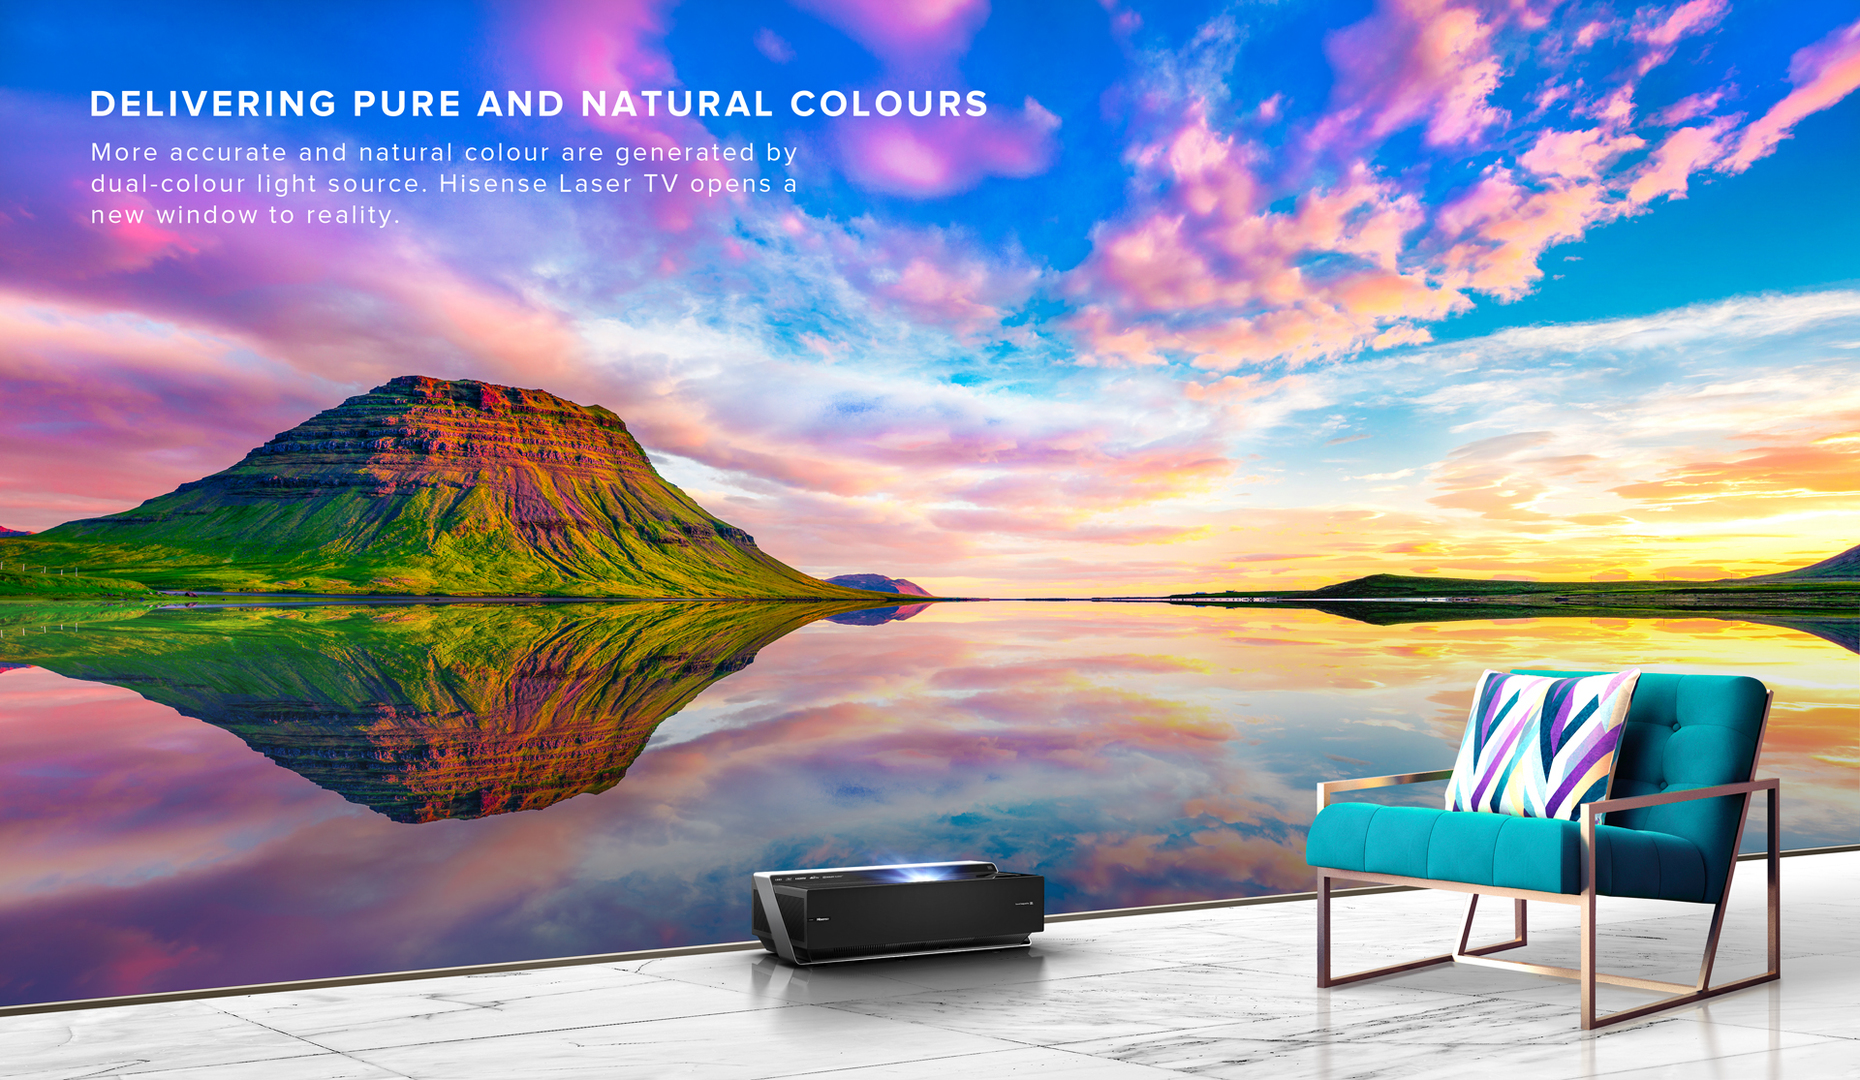 DELIVERING PURE AND NATURAL COLOURS
More accurate and natural colour are generated by
dual-colour light source. Hisense Laser TV opens a
new window to reality.
Hisense